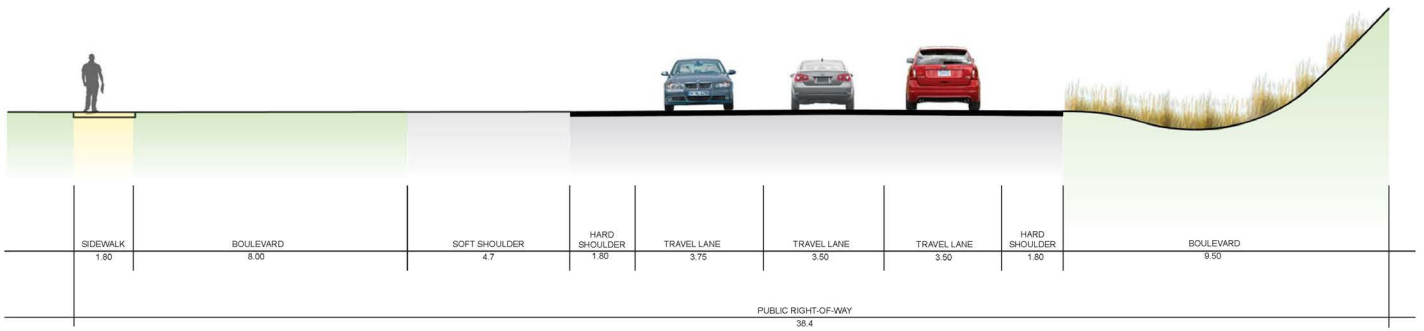 SIDEWALK
1.80
BOULEVARD
8.00
SOFT SHOULDER
4.7
HARD
SHOULDER
1.80
TRAVEL LANE
3.75
TRAVEL LANE
3.50
TRAVEL LANE
3.50
HARD
SHOULDER
1.80
BOULEVARD
9.50
PUBLIC RIGHT-OF-WAY
38.4